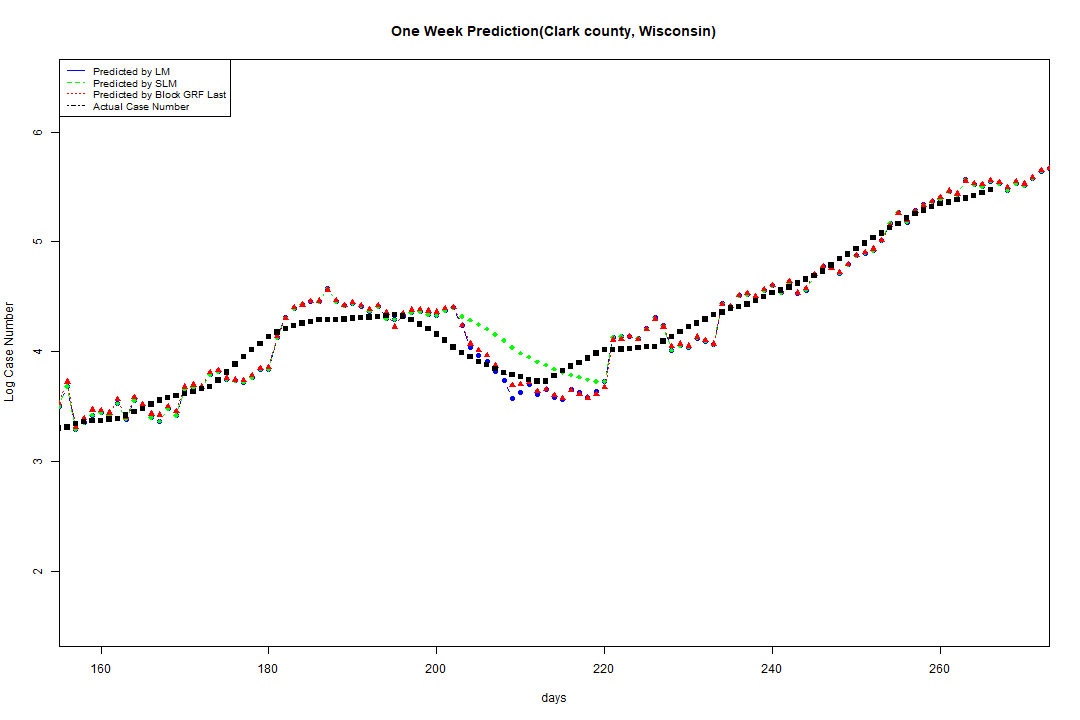 One Week Prediction(Clark county, Wisconsin)
Predicted by LM
Predicted by SLM
Predicted by Block GRF Last
Actual Case Number
6
5
4
3
2
Log Case Number
160 180 200 220 240 260
days